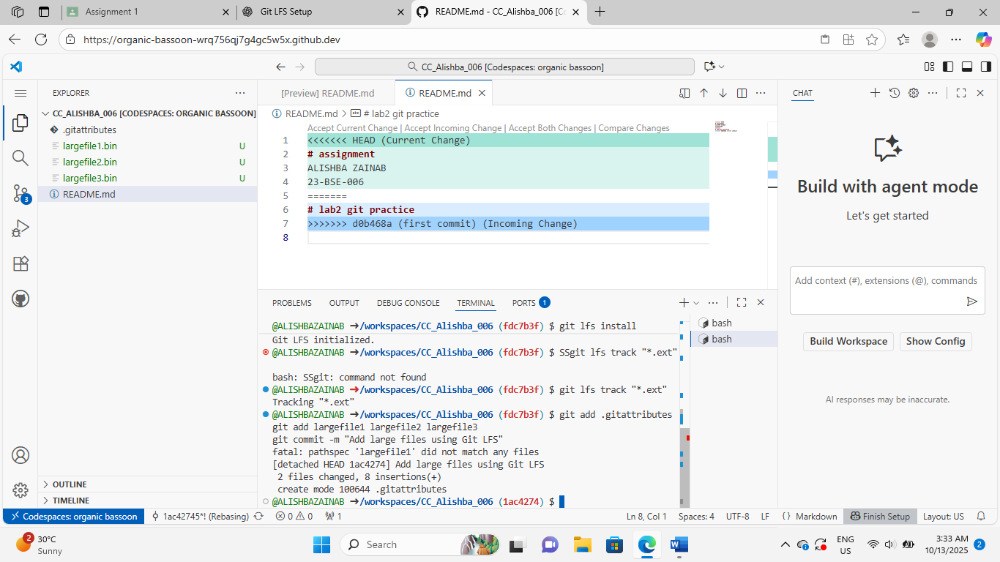 Assignment 1
Git LFS Setup
README.md - CC_Alishba_006 [Cc
https://organic-bassoon-wrq756qj7g4gc5w5x.github.dev
CC_Alishba_006 [Codespaces: organic bassoon]
EXPLORER
CC_ALISHBA_006 [CODESPACES: ORGANIC BASSOON]
.gitattributes
largefile1.bin U
largefile2.bin U
largefile3.bin U
README.md
3
OUTLINE
TIMELINE
[Preview] README.md
README.md
README.md > # lab2 git practice
Accept Current Change | Accept Incoming Change | Accept Both Changes | Compare Changes
1 <<<<<<< HEAD (Current Change)
2 # assignment
3 ALISHBA ZAINAB
4 23-BSE-006
5 =======
6 # lab2 git practice
7 >>>>>>> d0b468a (first commit) (Incoming Change)
8
PROBLEMS OUTPUT DEBUG CONSOLE TERMINAL PORTS 1
@ALISHBAZAINAB ➜/workspaces/CC_Alishba_006 (fdc7b3f) $ git lfs install
Git LFS initialized.
@ALISHBAZAINAB ➜/workspaces/CC_Alishba_006 (fdc7b3f) $ SSgit lfs track "*.ext"
bash: SSgit: command not found
@ALISHBAZAINAB ➜/workspaces/CC_Alishba_006 (fdc7b3f) $ git lfs track "*.ext"
Tracking "*.ext"
@ALISHBAZAINAB ➜/workspaces/CC_Alishba_006 (fdc7b3f) $ git add .gitattributes
git add largefile1 largefile2 largefile3
git commit -m "Add large files using Git LFS"
fatal: pathspec 'largefile1' did not match any files
[detached HEAD 1ac4274] Add large files using Git LFS
2 files changed, 8 insertions(+)
create mode 100644 .gitattributes
@ALISHBAZAINAB ➜/workspaces/CC_Alishba_006 (1ac4274) $
bash
bash
CHAT
Build with agent mode
Let's get started
Add context (#), extensions (@), commands
Build Workspace
Show Config
AI responses may be inaccurate.
Codespaces: organic bassoon
1ac42745*! (Rebasing)
0 0
1
Ln 8, Col 1
Spaces: 4
UTF-8
LF
{ } Markdown
Finish Setup
Layout: US
2
30°C
Sunny
Search
ENG
US
3:33 AM
10/13/2025
2